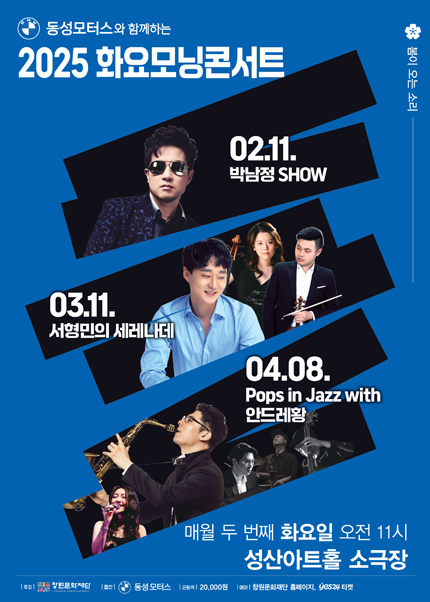 동성모터스와 함께하는
2025 화요모닝콘서트
봄이 오는 소리
02.11.
박남정 SHOW
03.11.
서형민의 세레나데
04.08.
Pops in Jazz with
안드레황
매월 두 번째 화요일 오전 11시
성산아트홀 소극장
|주최| 창원문화재단 |협찬| 동성모터스 |관람료| 20,000원 |예매| 창원문화재단 홈페이지, yes24 티켓